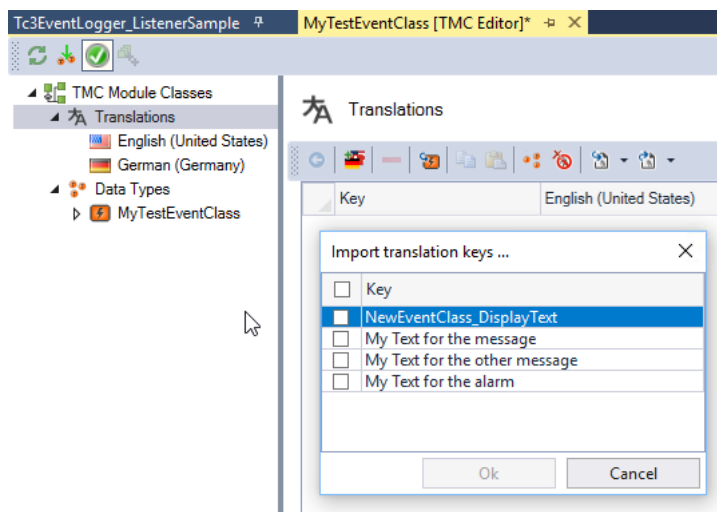 Tc3EventLogger_ListenerSample
MyTestEventClass [TMC Editor]*
TMC Module Classes
Translations
English (United States)
German (Germany)
Data Types
MyTestEventClass
Translations
Key
English (United States)
Import translation keys ...
Key
NewEventClass_DisplayText
My Text for the message
My Text for the other message
My Text for the alarm
Ok
Cancel